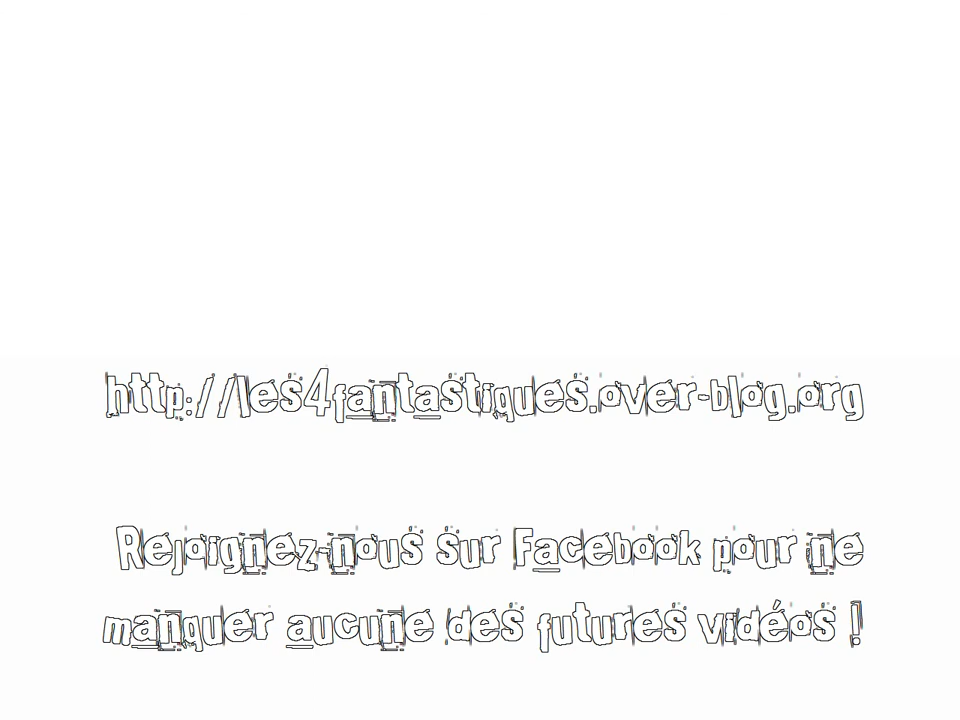 http://les4fantastiques.over-blog.org
Rejoignez-nous sur Facebook pour ne
manquer aucune des futures vidéos !